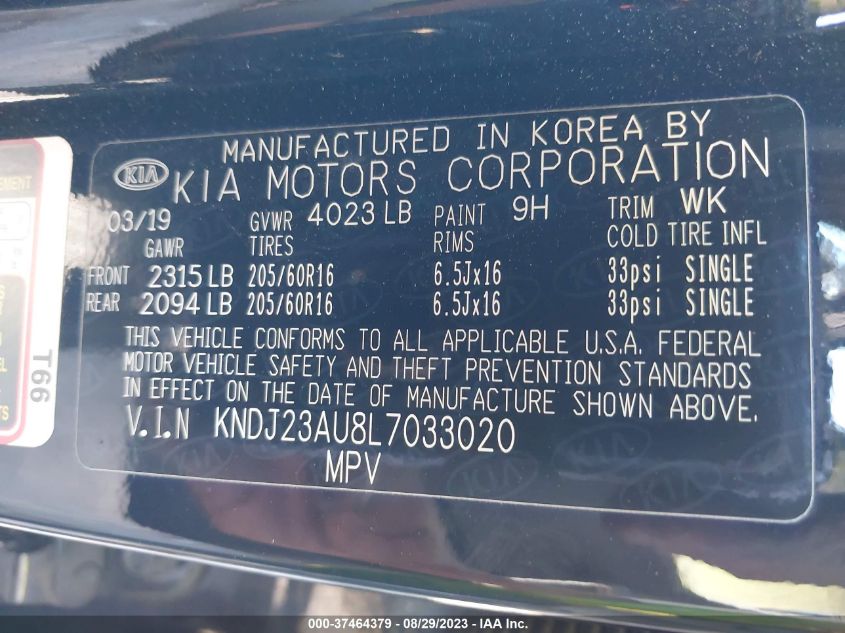 MANUFACTURED IN KOREA BY
KIA KIA MOTORS CORPORATION
03/19 GVWR 4023 LB PAINT 9H TRIM WK
GAWR TIRES RIMS COLD TIRE INFL
FRONT 2315 LB 205/60R16 6.5Jx16 33psi SINGLE
REAR 2094 LB 205/60R16 6.5Jx16 33psi SINGLE
THIS VEHICLE CONFORMS TO ALL APPLICABLE U.S.A. FEDERAL
MOTOR VEHICLE SAFETY AND THEFT PREVENTION STANDARDS
IN EFFECT ON THE DATE OF MANUFACTURE SHOWN ABOVE.
V.I.N KNDJ23AU8L7033020
MPV
T66
000-37464379 - 08/29/2023 - 153058